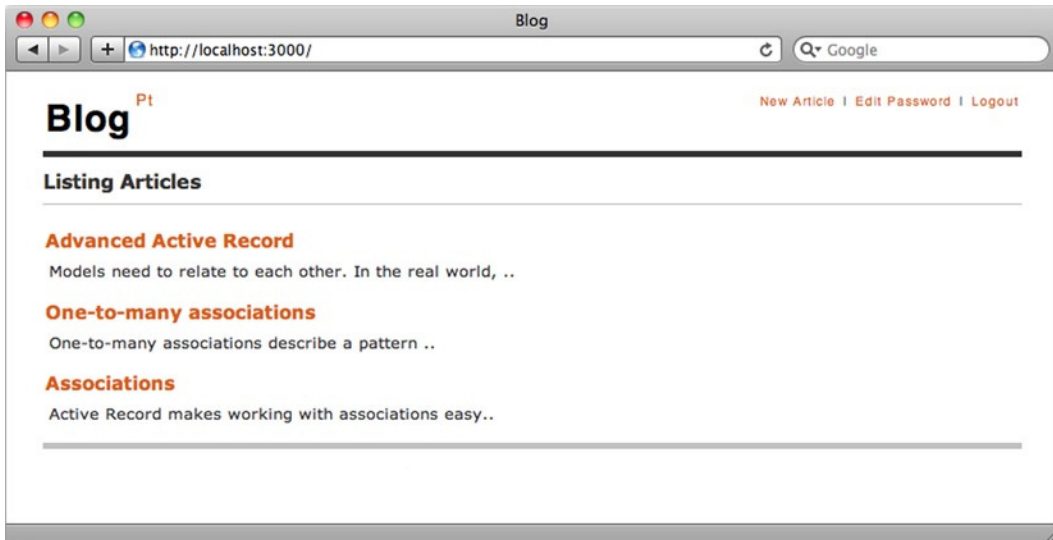 Blog
http://localhost:3000/
Google
Blog Pt
New Article | Edit Password | Logout
Listing Articles
Advanced Active Record
Models need to relate to each other. In the real world, ..
One-to-many associations
One-to-many associations describe a pattern ..
Associations
Active Record makes working with associations easy..